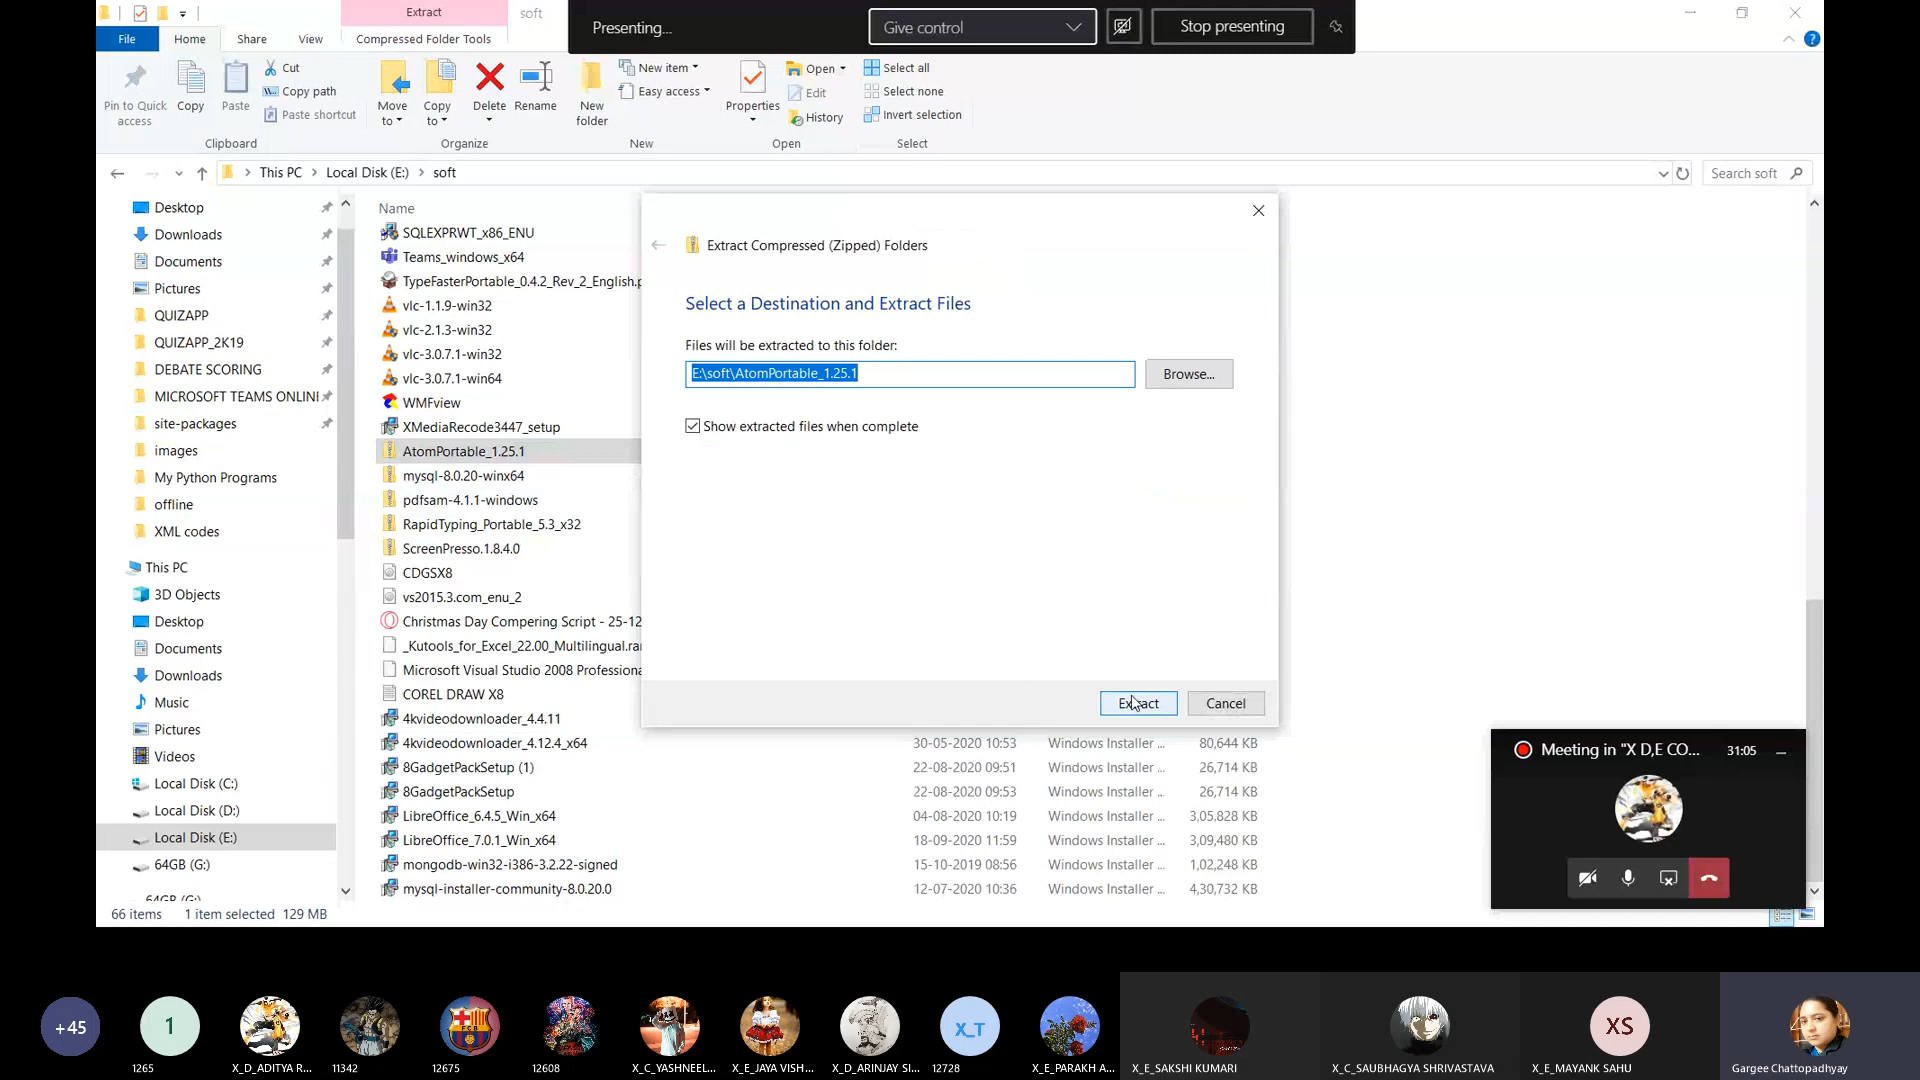 Extract
soft
Presenting...
Give control
Stop presenting
File
Home
Share
View
Compressed Folder Tools
Pin to Quick access
Copy
Paste
Cut
Copy path
Paste shortcut
Clipboard
Move to
Copy to
Delete
Rename
Organize
New folder
New item
Easy access
New
Properties
Open
Edit
History
Open
Select all
Select none
Invert selection
Select
This PC
Local Disk (E:)
soft
Search soft
Desktop
Downloads
Documents
Pictures
QUIZAPP
QUIZAPP_2K19
DEBATE SCORING
MICROSOFT TEAMS ONLINI
site-packages
images
My Python Programs
offline
XML codes
This PC
3D Objects
Desktop
Documents
Downloads
Music
Pictures
Videos
Local Disk (C:)
Local Disk (D:)
Local Disk (E:)
64GB (G:)
64GB (G:)
Name
SQLEXPRWT_x86_ENU
Teams_windows_x64
TypeFasterPortable_0.4.2_Rev_2_English.p
vlc-1.1.9-win32
vlc-2.1.3-win32
vlc-3.0.7.1-win32
vlc-3.0.7.1-win64
WMFview
XMediaRecode3447_setup
AtomPortable_1.25.1
mysql-8.0.20-winx64
pdfsam-4.1.1-windows
RapidTyping_Portable_5.3_x32
ScreenPresso.1.8.4.0
CDGSX8
vs2015.3.com_enu_2
Christmas Day Compering Script - 25-12
_Kutools_for_Excel_22.00_Multilingual.ra
Microsoft Visual Studio 2008 Professiona
COREL DRAW X8
4kvideodownloader_4.4.11
4kvideodownloader_4.12.4_x64 30-05-2020 10:53 Windows Installer ... 80,644 KB
8GadgetPackSetup (1) 22-08-2020 09:51 Windows Installer ... 26,714 KB
8GadgetPackSetup 22-08-2020 09:53 Windows Installer ... 26,714 KB
LibreOffice_6.4.5_Win_x64 04-08-2020 10:19 Windows Installer ... 3,05,828 KB
LibreOffice_7.0.1_Win_x64 18-09-2020 11:59 Windows Installer ... 3,09,480 KB
mongodb-win32-i386-3.2.22-signed 15-10-2019 08:56 Windows Installer ... 1,02,248 KB
mysql-installer-community-8.0.20.0 12-07-2020 10:36 Windows Installer ... 4,30,732 KB
Extract Compressed (Zipped) Folders
Select a Destination and Extract Files
Files will be extracted to this folder:
E:\soft\AtomPortable_1.25.1
Browse...
Show extracted files when complete
Extract
Cancel
Meeting in "X D,E CO... 31:05
66 items 1 item selected 129 MB
+45
1
X_T
XS
1265
X_D_ADITYA R...
11342
12675
12608
X_C_YASHNEEL...
X_E_JAYA VISH...
X_D_ARINJAY SI...
12728
X_E_PARAKH A...
X_E_SAKSHI KUMARI
X_C_SAUBHAGYA SHRIVASTAVA
X_E_MAYANK SAHU
Gargee Chattopadhyay